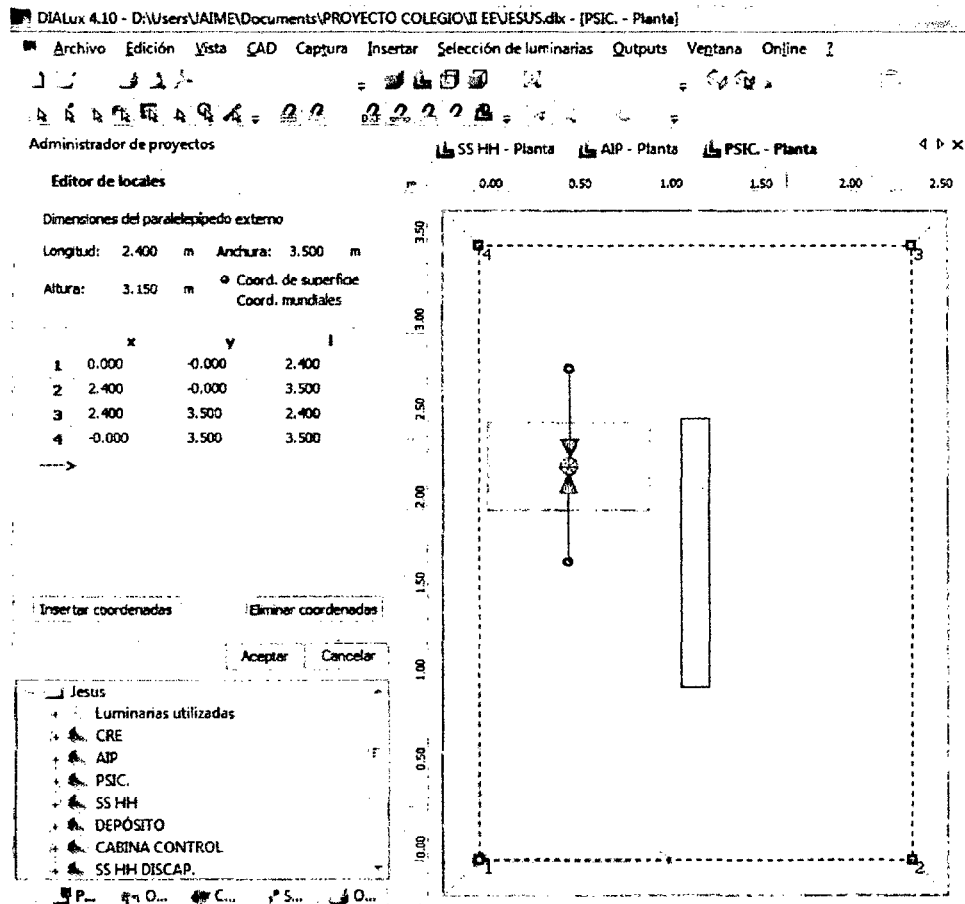 DIALux 4.10 - D:\Users\JAIME\Documents\PROYECTO COLEGIO\II EE\JESUS.dlx - [PSIC. - Planta]
Archivo Edición Vista CAD Captura Insertar Selección de luminarias Outputs Ventana Online ?
Administrador de proyectos
SS HH - Planta AIP - Planta PSIC. - Planta
Editor de locales
m 0.00 0.50 1.00 1.50 2.00 2.50
Dimensiones del paralelepípedo externo
Longitud: 2.400 m Anchura: 3.500 m
Altura: 3.150 m Coord. de superficie
Coord. mundiales
x y l
1 0.000 -0.000 2.400
2 2.400 -0.000 3.500
3 2.400 3.500 2.400
4 -0.000 3.500 3.500
---->
Insertar coordenadas Eliminar coordenadas
Aceptar Cancelar
Jesus
Luminarias utilizadas
CRE
AIP
PSIC.
SS HH
DEPÓSITO
CABINA CONTROL
SS HH DISCAP.
P... O... C... S... O...
3.50
3.00
2.50
2.00
1.50
1.00
0.50
0.00
4 3
1 2